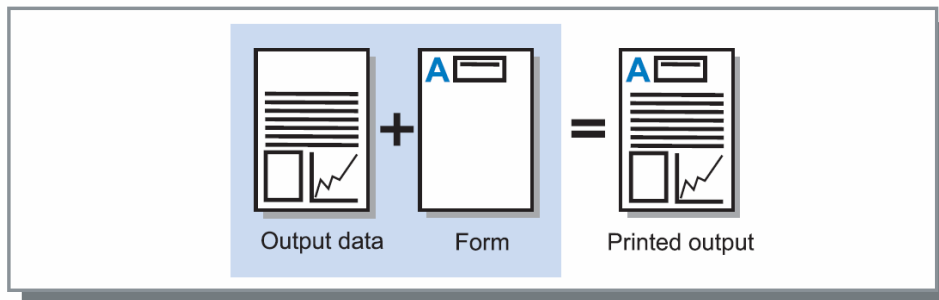 A
A
+
=
Output data
Form
Printed output